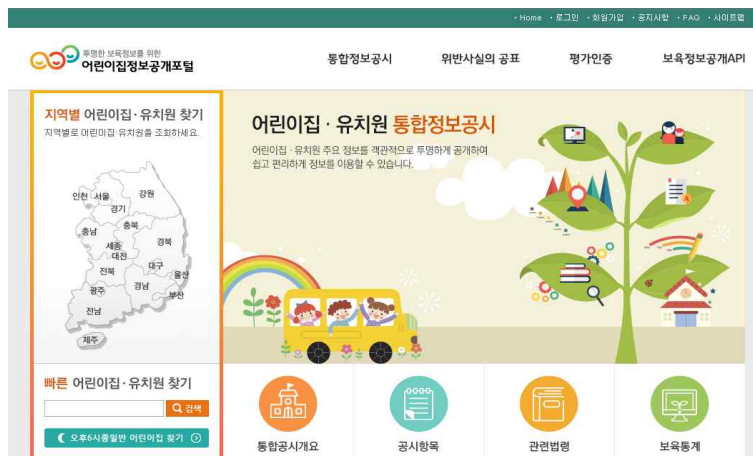 · Home · 로그인 · 회원가입 · 공지사항 · FAQ · 사이트맵
투명한 보육정보를 위한
어린이집정보공개포털
통합정보공시 위반사실의 공표 평가인증 보육정보공개API
지역별 어린이집·유치원 찾기
지역별로 어린이집·유치원을 조회하세요.
인천 서울 강원
경기
충남 충북
세종 경북
대전
전북 대구
울산
광주 경남
부산
전남
제주
빠른 어린이집·유치원 찾기
검색
오후6시종일반 어린이집 찾기
어린이집·유치원 통합정보공시
어린이집·유치원 주요 정보를 객관적으로 투명하게 공개하며
쉽고 편리하게 정보를 이용할 수 있습니다.
A
통합공시개요 공시항목 관련법령 보육통계